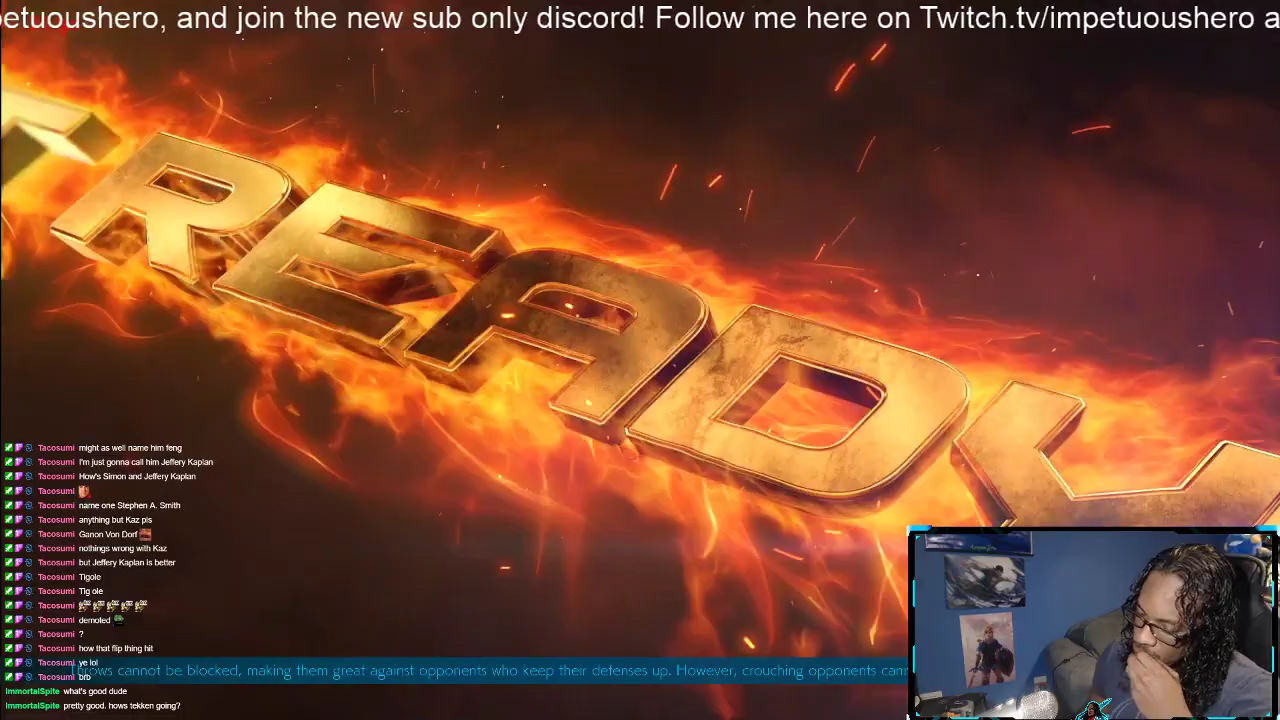 petuoushero, and join the new sub only discord! Follow me here on Twitch.tv/impetuoushero a
READY
Tacosumi might as well name him feng
Tacosumi I'm just gonna call him Jeffery Kaplan
Tacosumi How's Simon and Jeffery Kaplan
Tacosumi
Tacosumi name one Stephen A. Smith
Tacosumi anything but Kaz pls
Tacosumi Ganon Von Dorf
Tacosumi nothings wrong with Kaz
Tacosumi but Jeffery Kaplan is better
Tacosumi Tigole
Tacosumi Tig ole
Tacosumi
Tacosumi demoted
Tacosumi ?
Tacosumi how that flip thing hit
Tacosumi ye lol
Throws cannot be blocked, making them great against opponents who keep their defenses up. However, crouching opponents cann
Tacosumi brb
ImmortalSpite what's good dude
ImmortalSpite pretty good. hows tekken going?